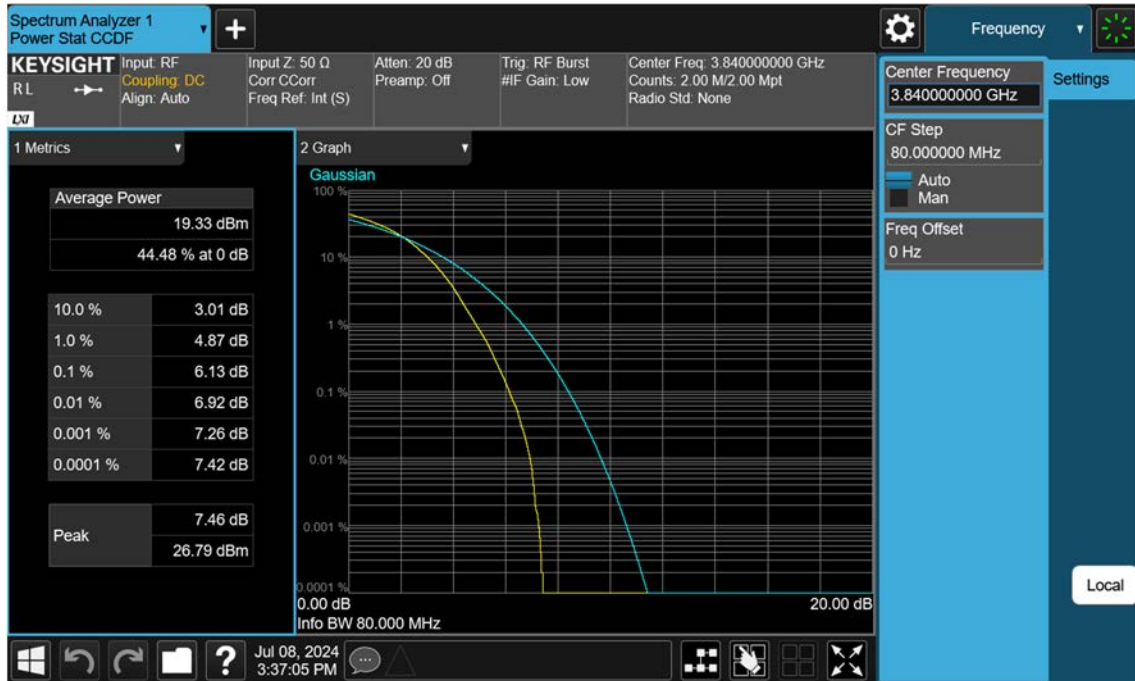 Spectrum Analyzer 1
Power Stat CCDF
+
Frequency
KEYSIGHT
RL
LXI
Input: RF
Coupling: DC
Align: Auto
Input Z: 50 Ω
Corr CCorr
Freq Ref: Int (S)
Atten: 20 dB
Preamp: Off
Trig: RF Burst
#IF Gain: Low
Center Freq: 3.840000000 GHz
Counts: 2.00 M/2.00 Mpt
Radio Std: None
Center Frequency
3.840000000 GHz
Settings
CF Step
80.000000 MHz
Auto
Man
Freq Offset
0 Hz
Local
1 Metrics
Average Power
19.33 dBm
44.48 % at 0 dB
10.0 % 3.01 dB
1.0 % 4.87 dB
0.1 % 6.13 dB
0.01 % 6.92 dB
0.001 % 7.26 dB
0.0001 % 7.42 dB
Peak
7.46 dB
26.79 dBm
2 Graph
Gaussian
100 %
10 %
1 %
0.1 %
0.01 %
0.001 %
0.0001 %
0.00 dB 20.00 dB
Info BW 80.000 MHz
?
Jul 08, 2024
3:37:05 PM